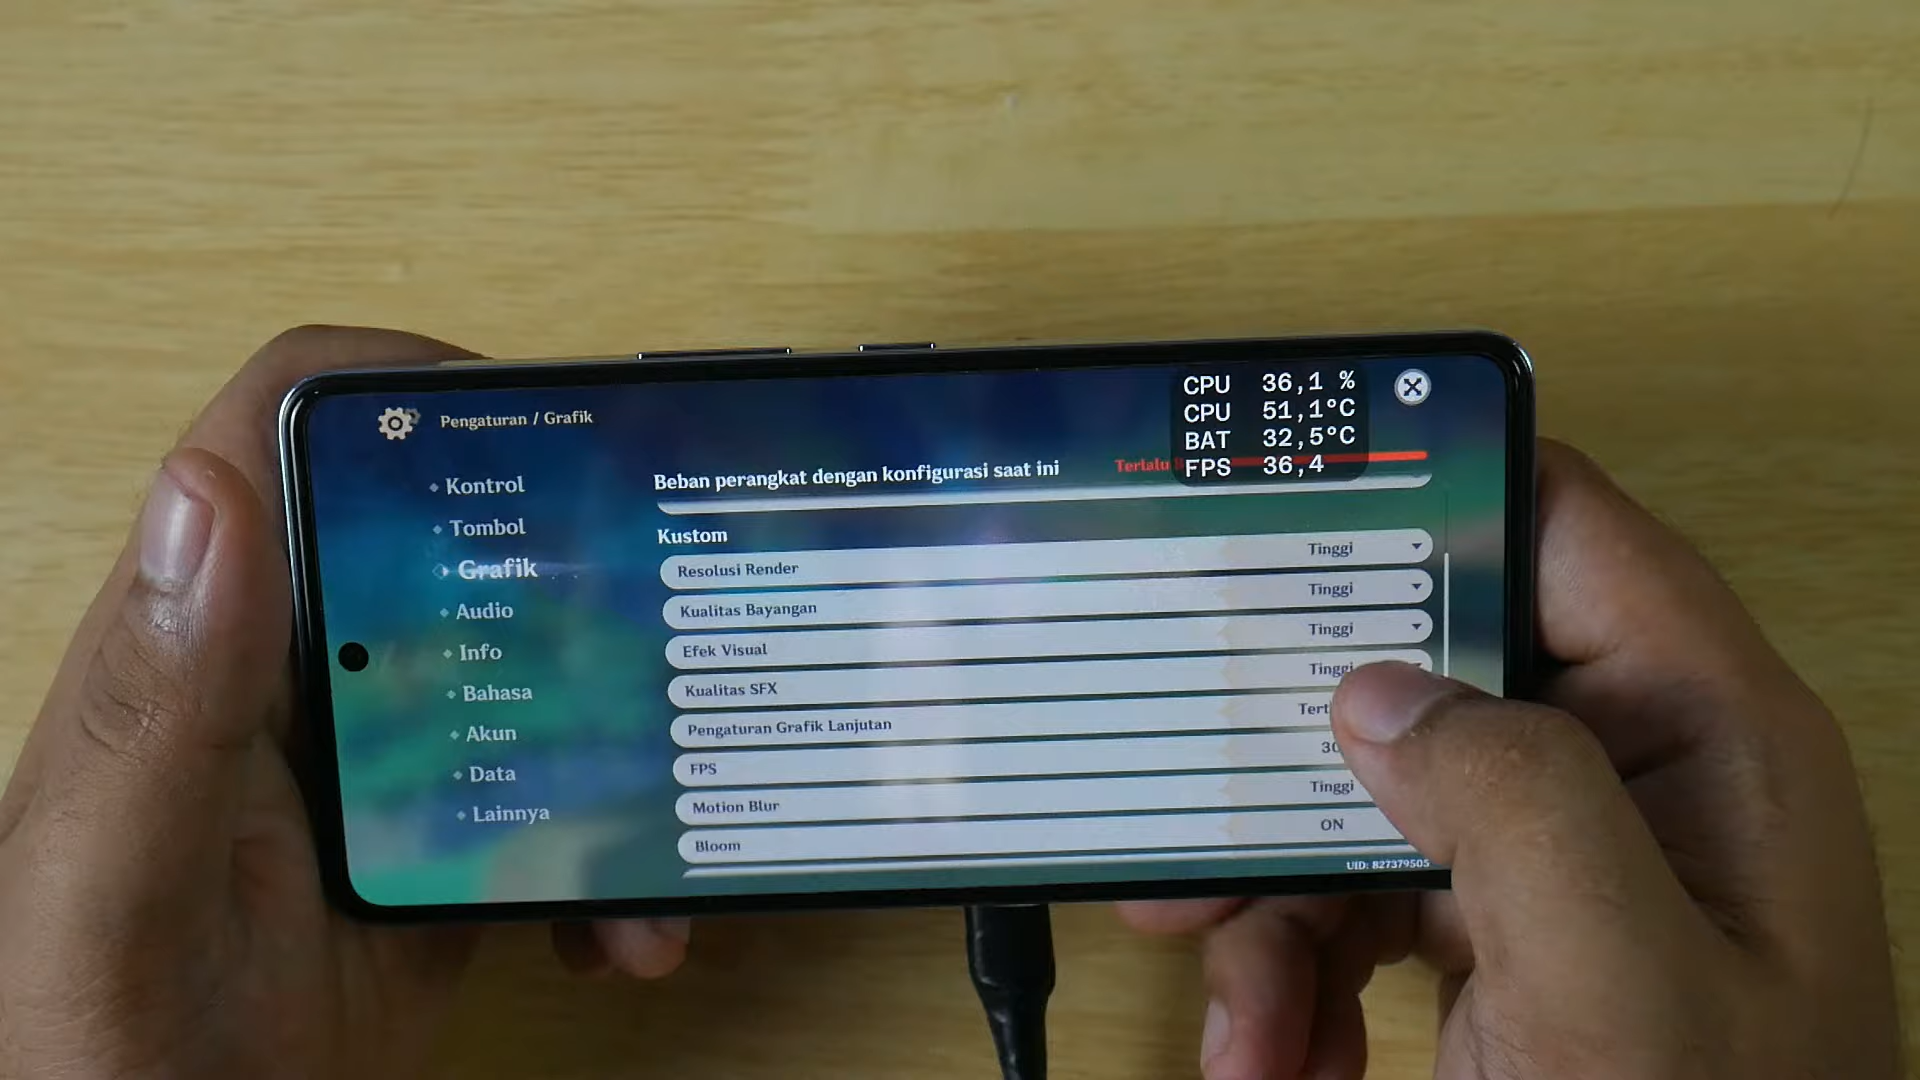 Pengaturan / Grafik
CPU 36,1 %
CPU 51,1°C
BAT 32,5°C
FPS 36,4
Kontrol
Tombol
Grafik
Audio
Info
Bahasa
Akun
Data
Lainnya
Beban perangkat dengan konfigurasi saat ini Terlalu
Kustom
Resolusi Render Tinggi
Kualitas Bayangan Tinggi
Efek Visual Tinggi
Kualitas SFX Tinggi
Pengaturan Grafik Lanjutan
FPS
Motion Blur Tinggi
Bloom ON
UID: 827379505